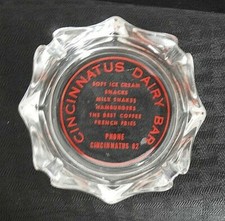 CINCINNATUS DAIRY BAR
SOFT ICE CREAM
SNACKS
MILK SHAKES
HAMBURGERS
THE BEST COFFEE
FRENCH FRIES
PHONE
CINCINNATUS 82